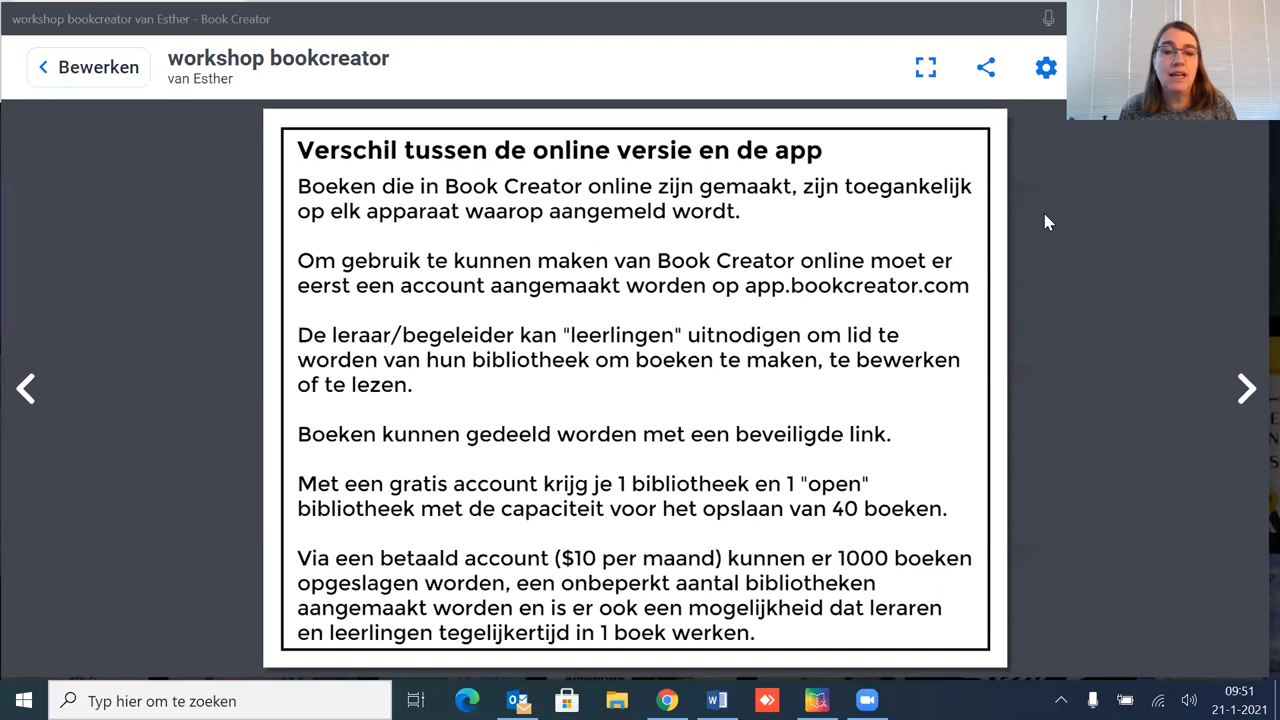 workshop bookcreator van Esther - Book Creator
Bewerken
workshop bookcreator
van Esther
Verschil tussen de online versie en de app
Boeken die in Book Creator online zijn gemaakt, zijn toegankelijk
op elk apparaat waarop aangemeld wordt.
Om gebruik te kunnen maken van Book Creator online moet er
eerst een account aangemaakt worden op app.bookcreator.com
De leraar/begeleider kan "leerlingen" uitnodigen om lid te
worden van hun bibliotheek om boeken te maken, te bewerken
of te lezen.
Boeken kunnen gedeeld worden met een beveiligde link.
Met een gratis account krijg je 1 bibliotheek en 1 "open"
bibliotheek met de capaciteit voor het opslaan van 40 boeken.
Via een betaald account ($10 per maand) kunnen er 1000 boeken
opgeslagen worden, een onbeperkt aantal bibliotheken
aangemaakt worden en is er ook een mogelijkheid dat leraren
en leerlingen tegelijkertijd in 1 boek werken.
Typ hier om te zoeken
09:51
21-1-2021